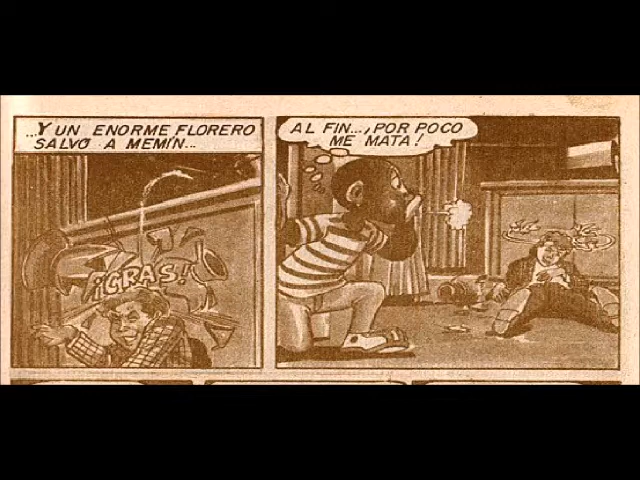 ...Y UN ENORME FLORERO
SALVÓ A MEMÍN...
¡GRAS!
AL FIN..., POR POCO
ME MATA!